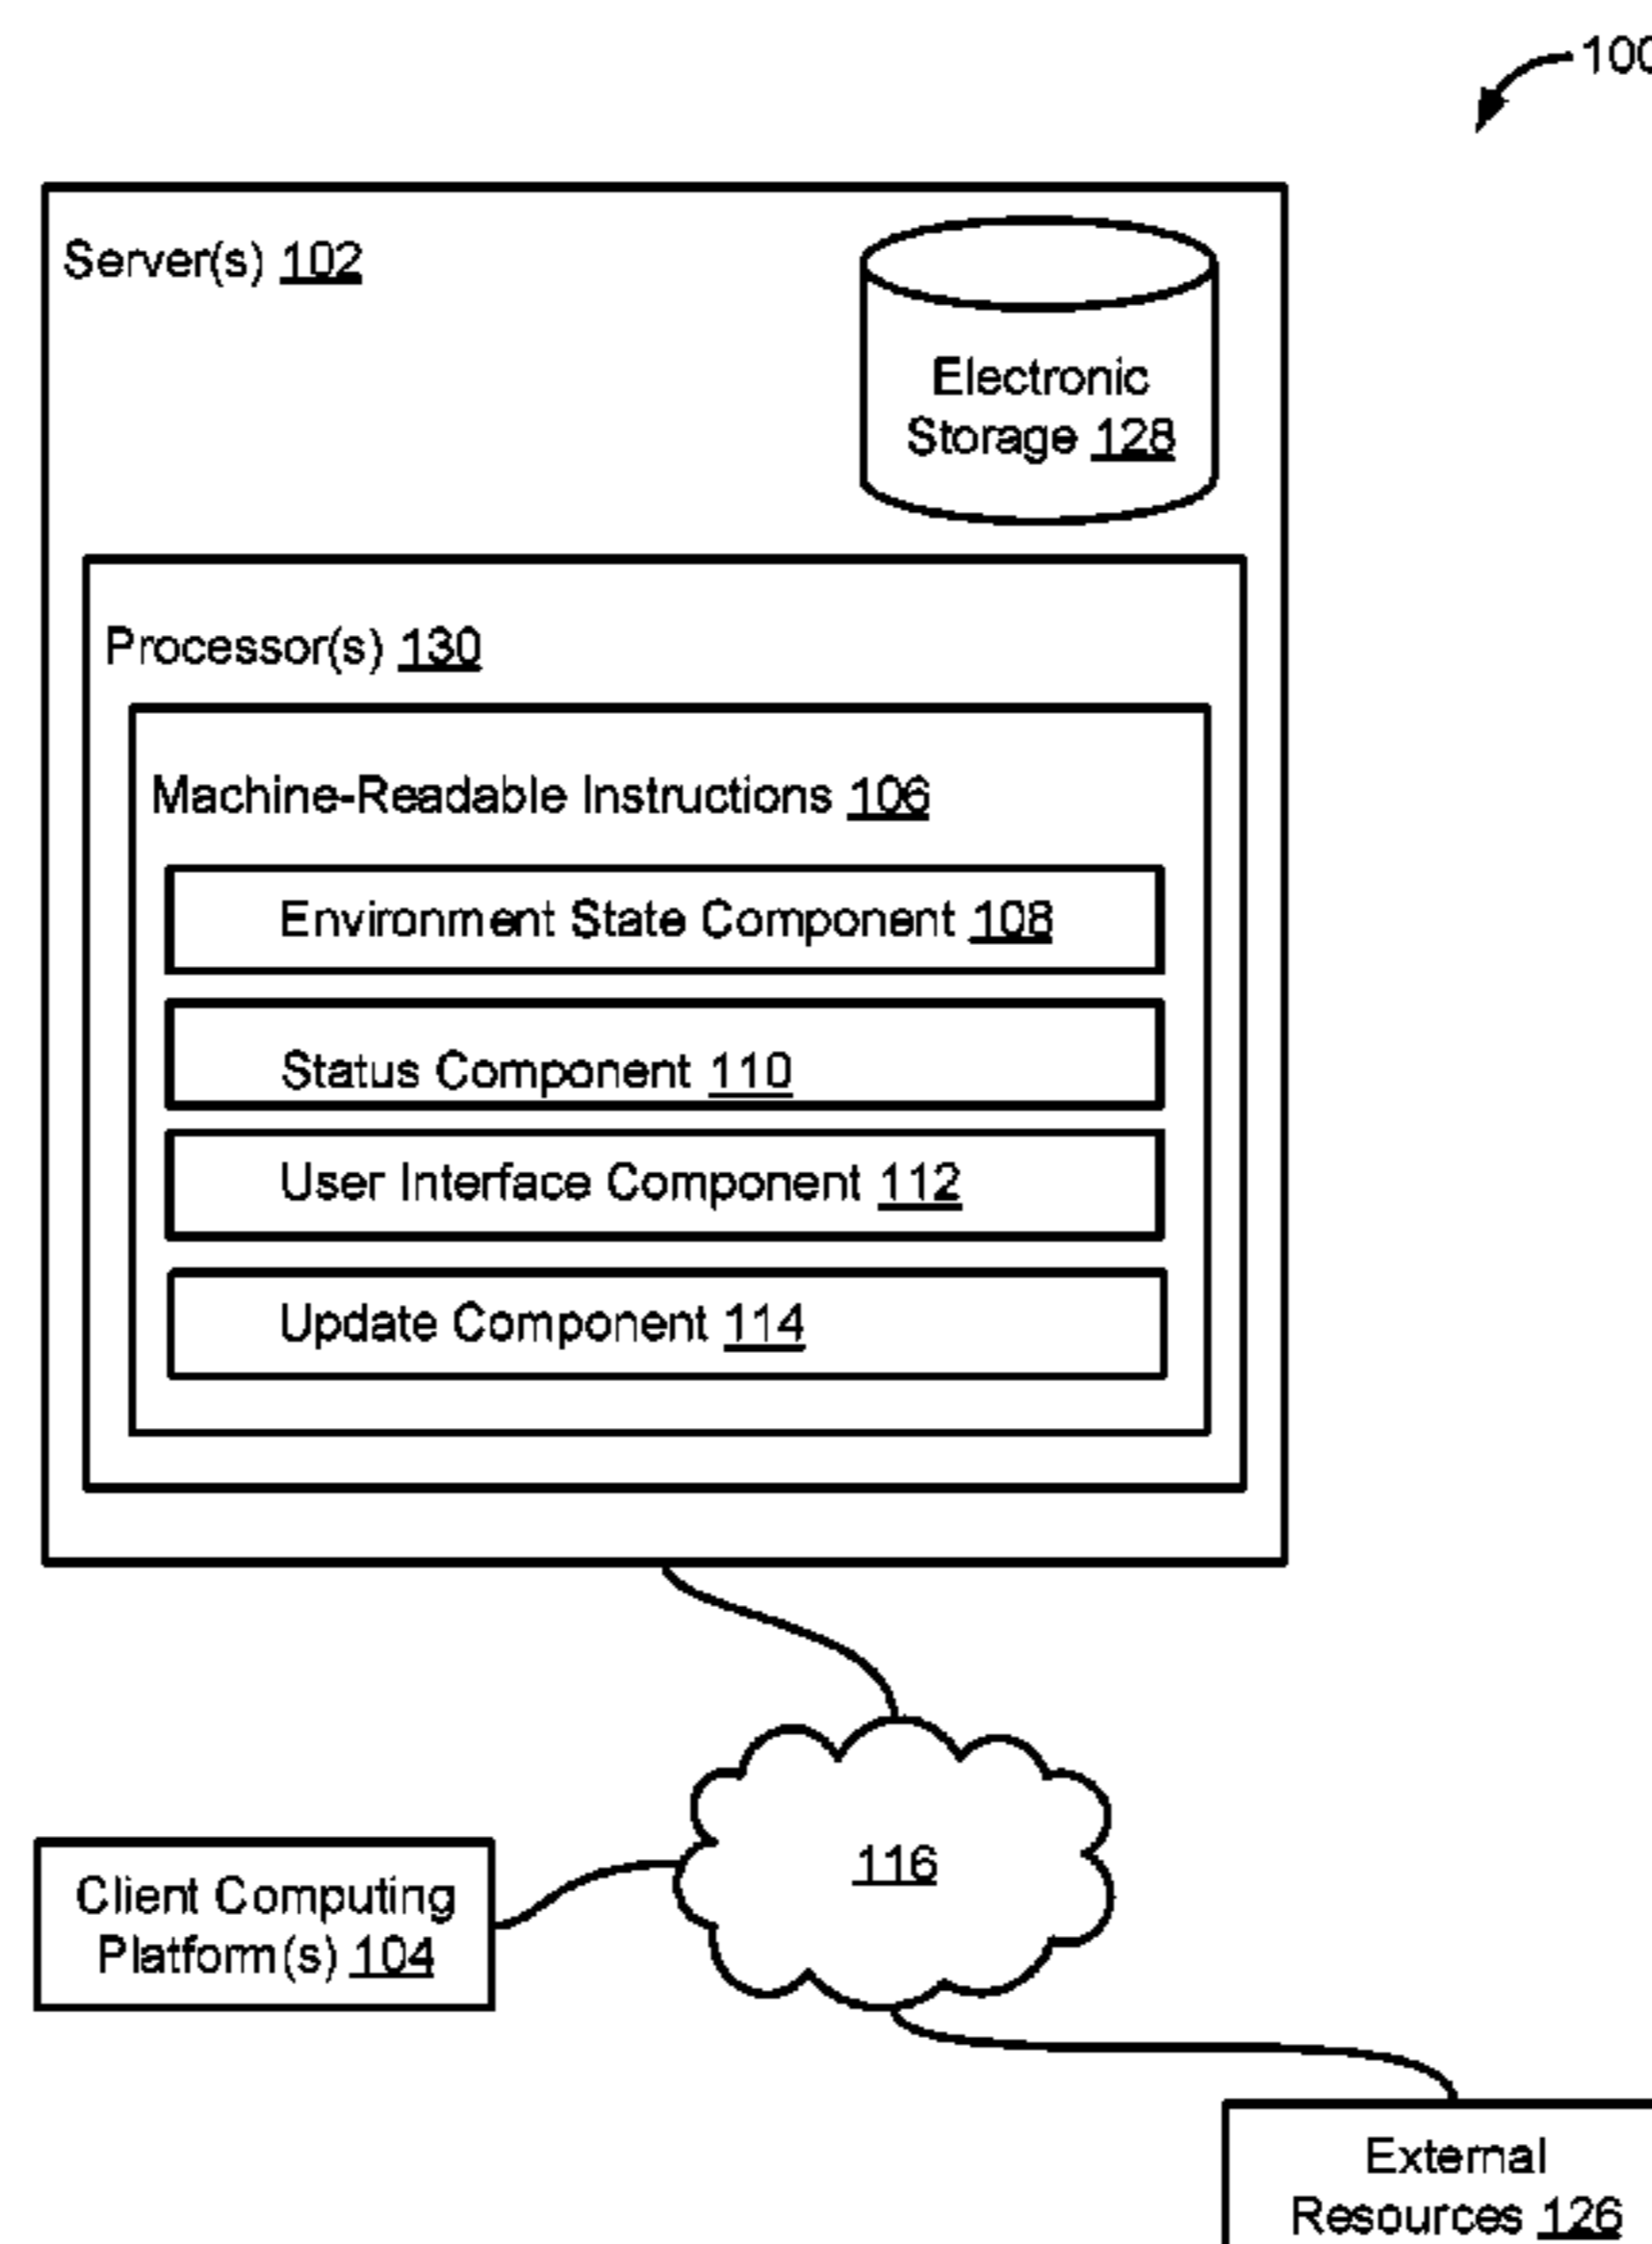 100
Server(s) 102
Electronic
Storage 128
Processor(s) 130
Machine-Readable Instructions 106
Environment State Component 108
Status Component 110
User Interface Component 112
Update Component 114
116
Client Computing
Platform(s) 104
External
Resources 126